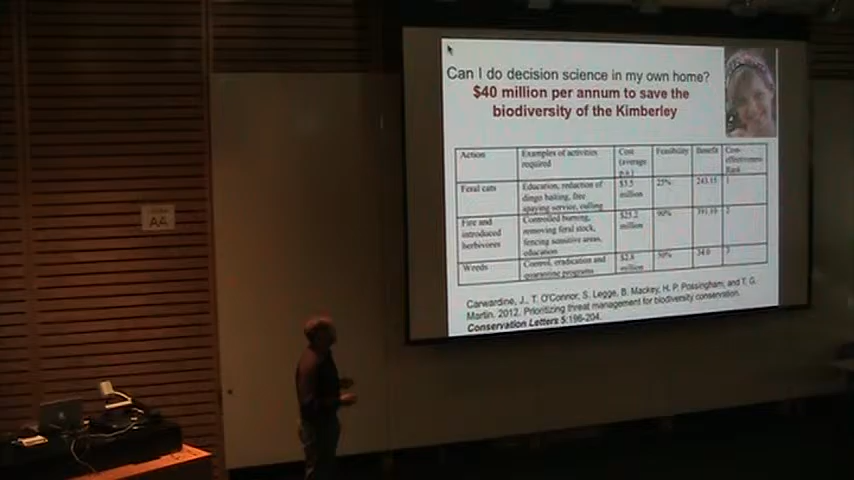 Can I do decision science in my own home?
$40 million per annum to save the
biodiversity of the Kimberley
Action
Examples of activities
required
Cost
(average
p.a.)
Feasibility
Benefit
Cost-
effectiveness
Rank
Feral cats
Education, reduction of
dingo baiting, free
spaying service, culling
$3.5
million
25%
243.15
1
Fire and
introduced
herbivores
Controlled burning,
removing feral stock,
fencing sensitive areas,
education
$25.2
million
90%
2
Weeds
Control, eradication and
quarantine programs
million
50%
34.0
3
Carwardine, J., T. O'Connor, S. Legge, B. Mackey, H. P. Possingham, and T. G.
Martin. 2012. Prioritizing threat management for biodiversity conservation.
Conservation Letters 5:196-204.
AA